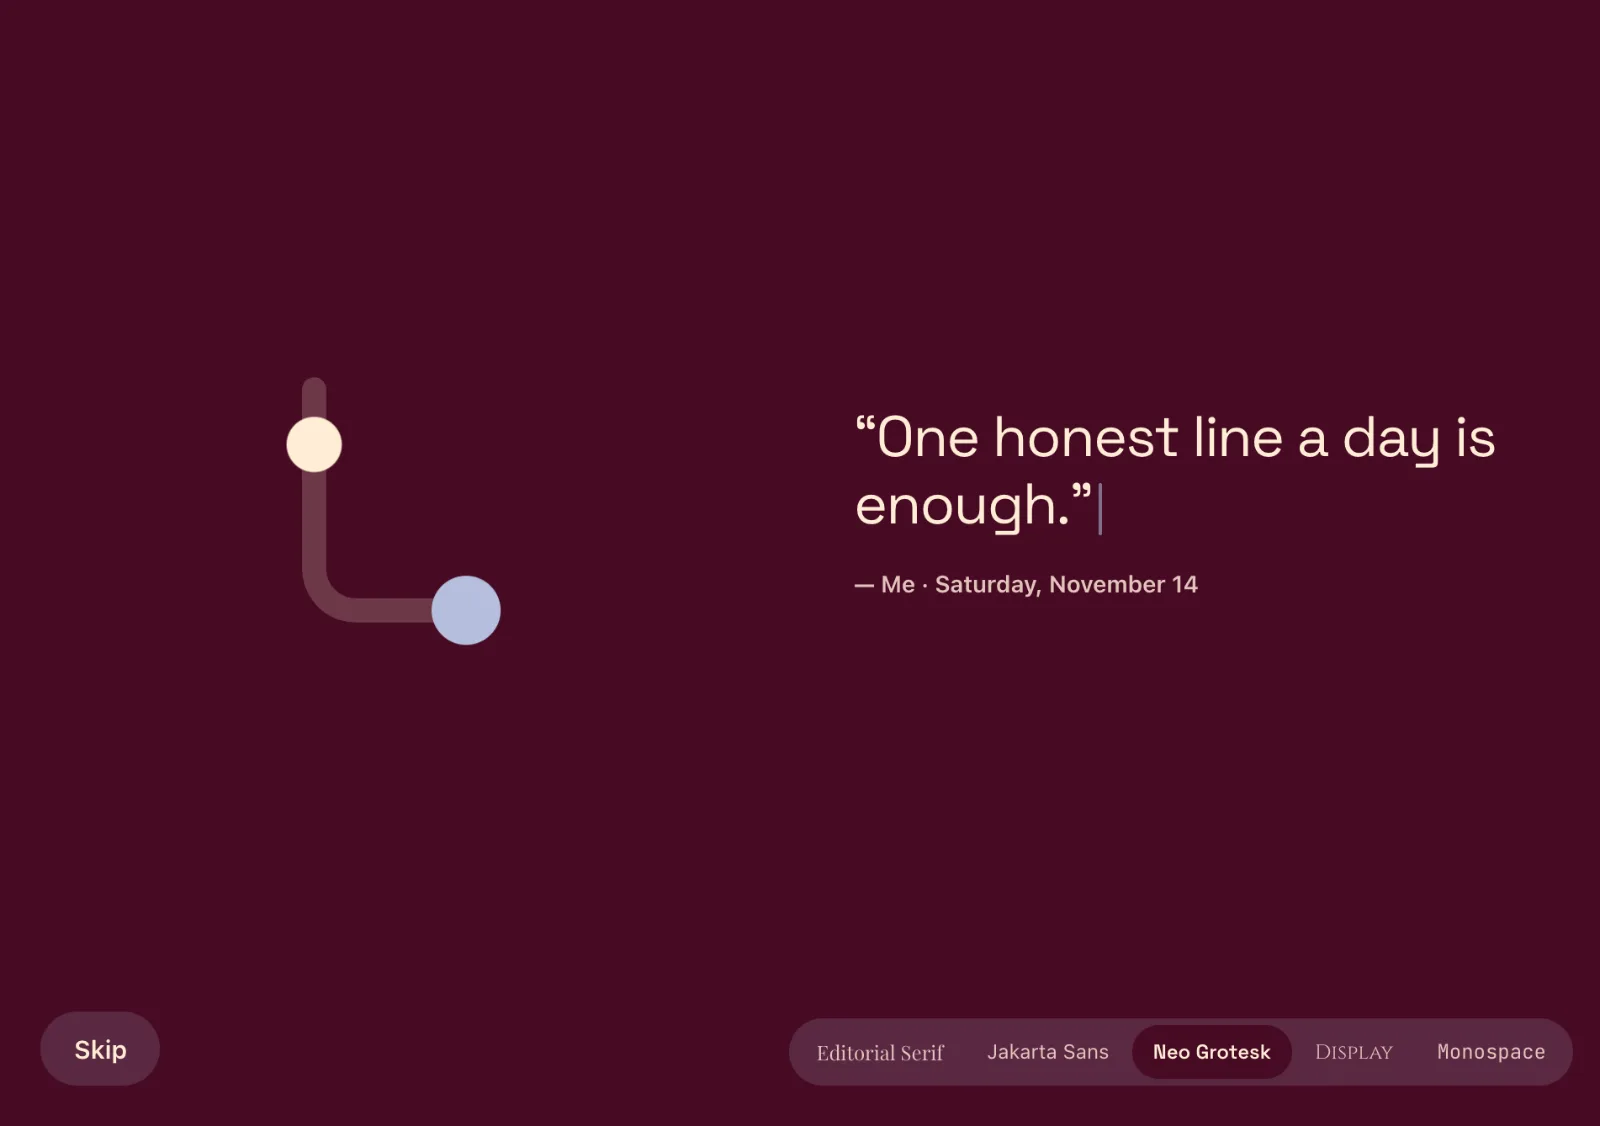 “One honest line a day is
enough.”
— Me · Saturday, November 14
Skip
Editorial Serif
Jakarta Sans
Neo Grotesk
Display
Monospace